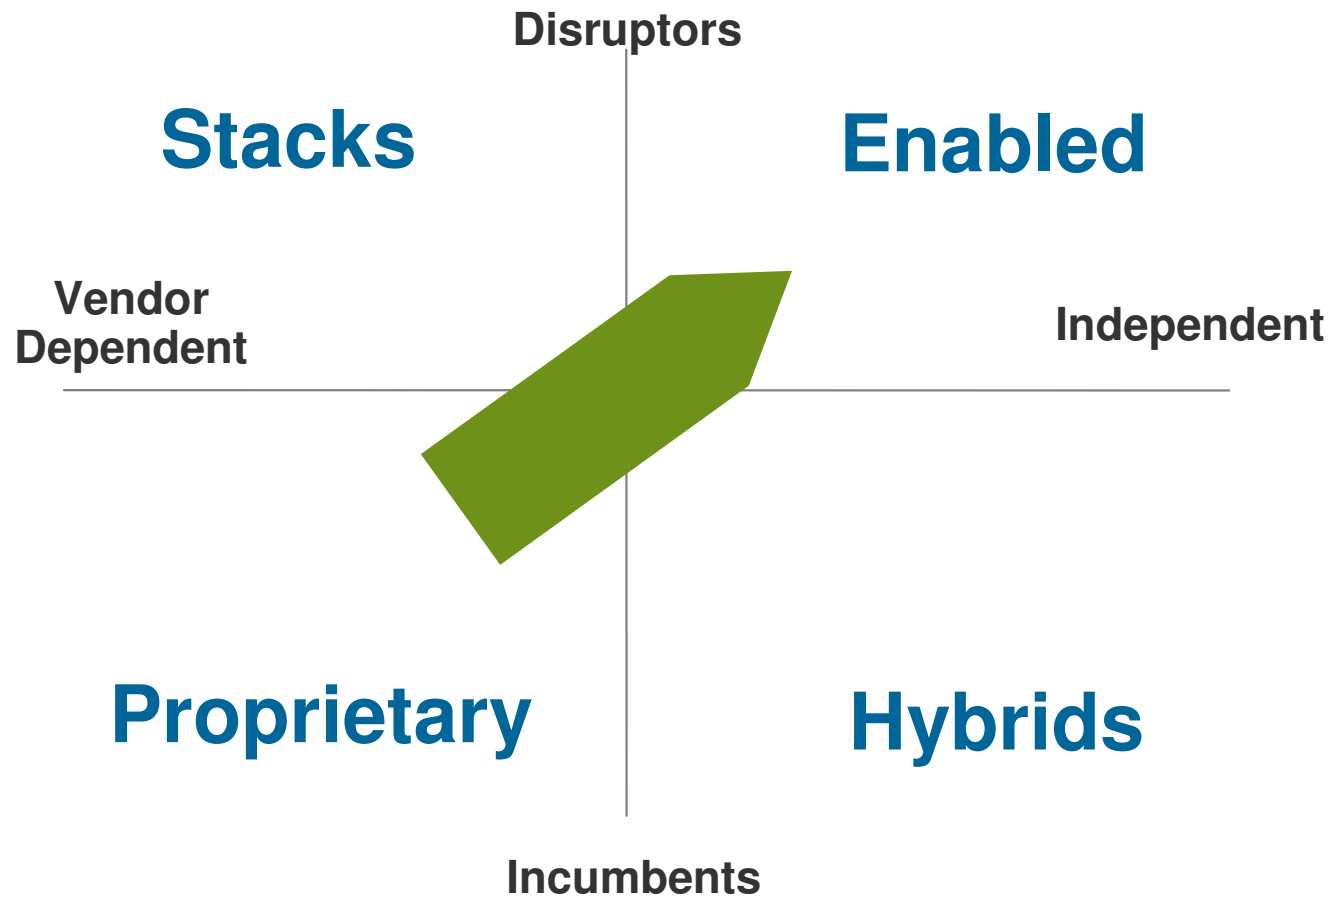 Disruptors
Stacks
Enabled
Vendor
Dependent
Independent
Proprietary
Hybrids
Incumbents